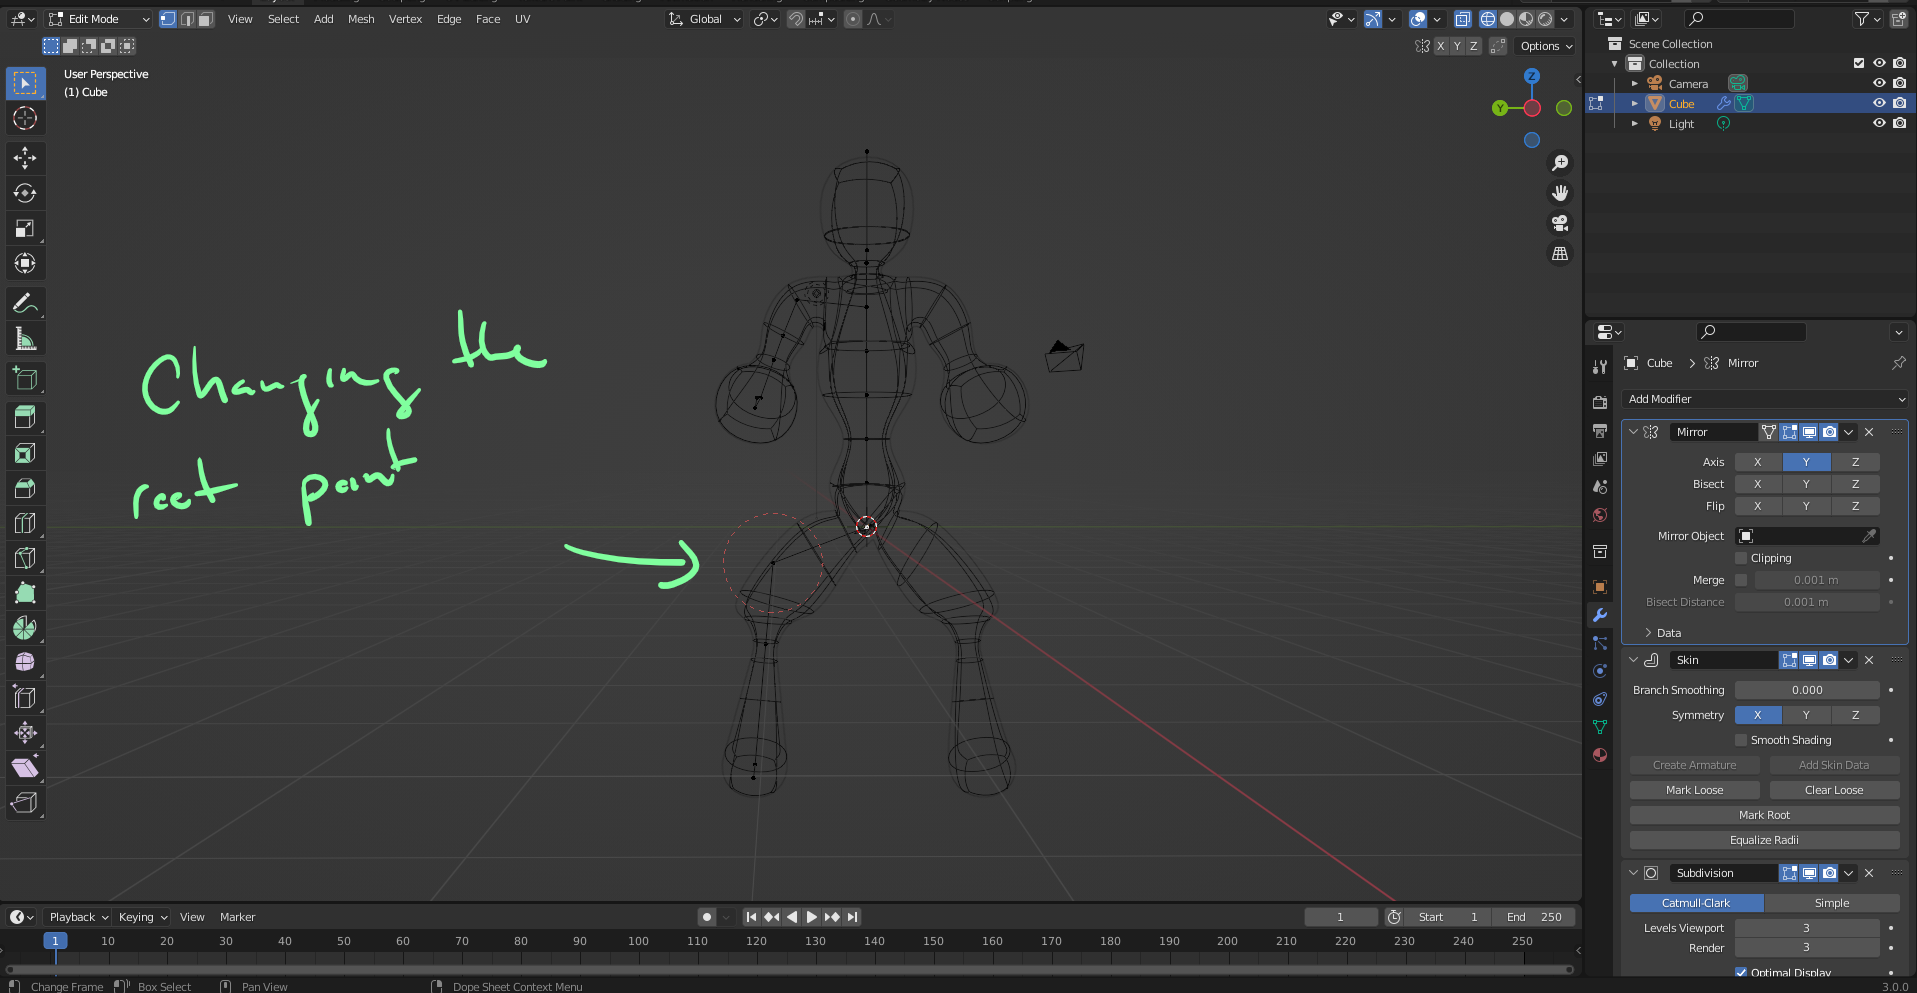 Edit Mode View Select Add Mesh Vertex Edge Face UV Global
X Y Z Options
User Perspective
(1) Cube
Z
Y
Changing the
root point
Scene Collection
Collection
Camera
Cube
Light
Cube > Mirror
Add Modifier
Mirror
Axis X Y Z
Bisect X Y Z
Flip X Y Z
Mirror Object
Clipping
Merge 0.001 m
Bisect Distance 0.001 m
Data
Skin
Branch Smoothing 0.000
Symmetry X Y Z
Smooth Shading
Create Armature Add Skin Data
Mark Loose Clear Loose
Mark Root
Equalize Radii
Subdivision
Catmull-Clark Simple
Levels Viewport 3
Render 3
Optimal Display
Playback Keying View Marker 1 Start 1 End 250
1 10 20 30 40 50 60 70 80 90 100 110 120 130 140 150 160 170 180 190 200 210 220 230 240 250
Change Frame Box Select Pan View Dope Sheet Context Menu 3.0.0